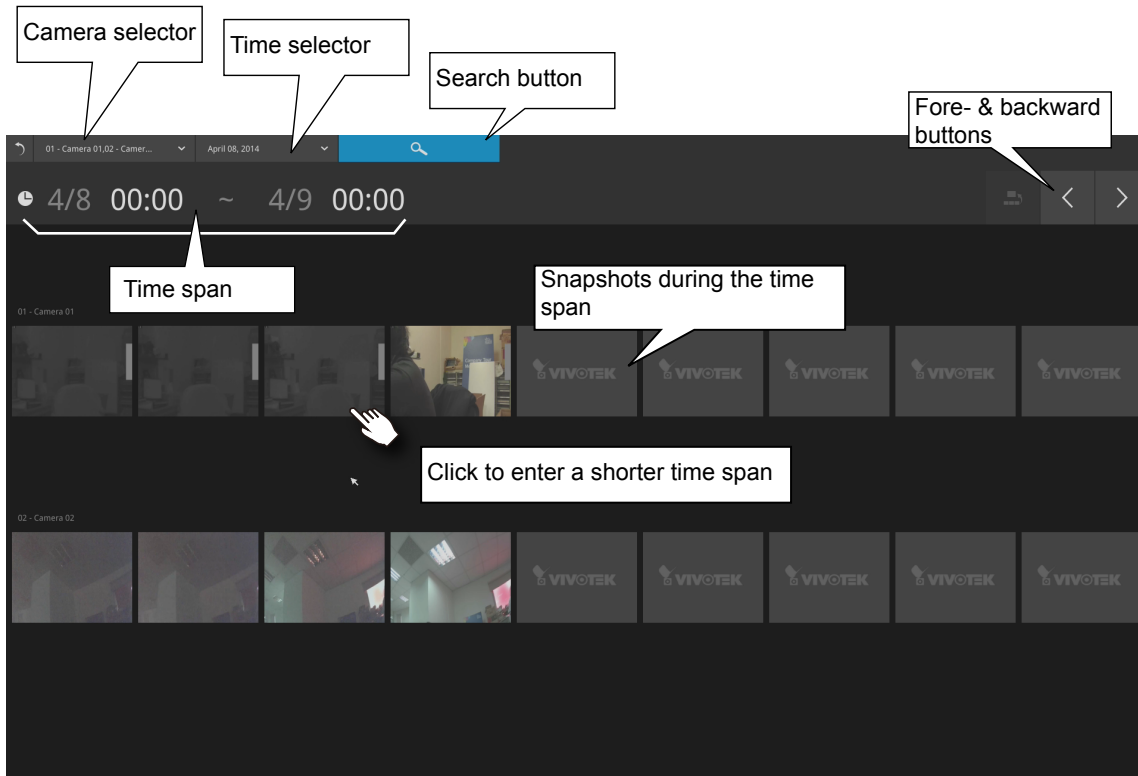 Camera selector
Time selector
Search button
Fore- & backward
buttons
01 - Camera 01,02 - Camer...
April 08, 2014
4/8 00:00 ~ 4/9 00:00
Time span
Snapshots during the time
span
01 - Camera 01
VIVOTEK
VIVOTEK
VIVOTEK
VIVOTEK
VIVOTEK
Click to enter a shorter time span
02 - Camera 02
VIVOTEK
VIVOTEK
VIVOTEK
VIVOTEK
VIVOTEK